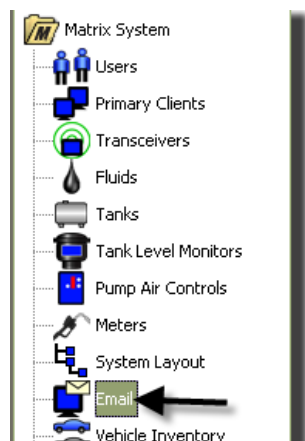 Matrix System
Users
Primary Clients
Transceivers
Fluids
Tanks
Tank Level Monitors
Pump Air Controls
Meters
System Layout
Email
Vehicle Inventory